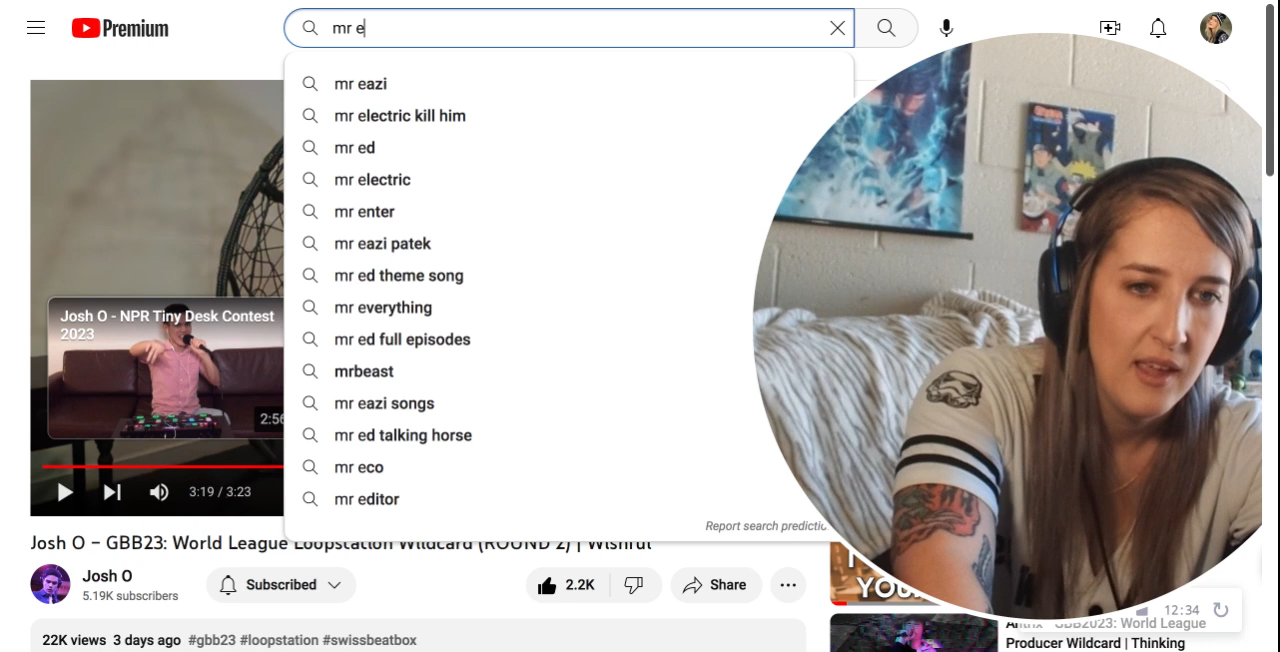 Premium
mr e
mr eazi
mr electric kill him
mr ed
mr electric
mr enter
mr eazi patek
mr ed theme song
mr everything
mr ed full episodes
mrbeast
mr eazi songs
mr ed talking horse
mr eco
mr editor
Report search predictio
Josh O - NPR Tiny Desk Contest
2023
2:56
3:19 / 3:23
Josh O – GBB23: World League Loopstation Wildcard (ROUND 2) | Wishful
Josh O
5.19K subscribers
Subscribed
2.2K
Share
22K views 3 days ago #gbb23 #loopstation #swissbeatbox
12:34
GBB2023: World League
Producer Wildcard | Thinking